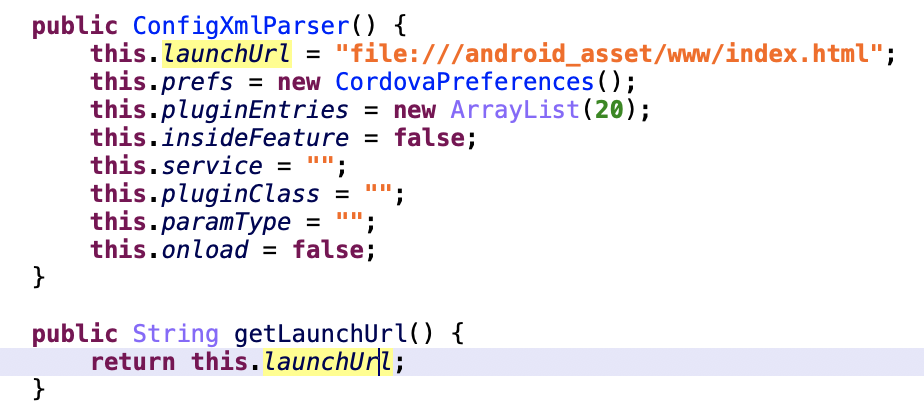 public ConfigXmlParser() {
    this.launchUrl = "file:///android_asset/www/index.html";
    this.prefs = new CordovaPreferences();
    this.pluginEntries = new ArrayList(20);
    this.insideFeature = false;
    this.service = "";
    this.pluginClass = "";
    this.paramType = "";
    this.onload = false;
}

public String getLaunchUrl() {
    return this.launchUrl;
}